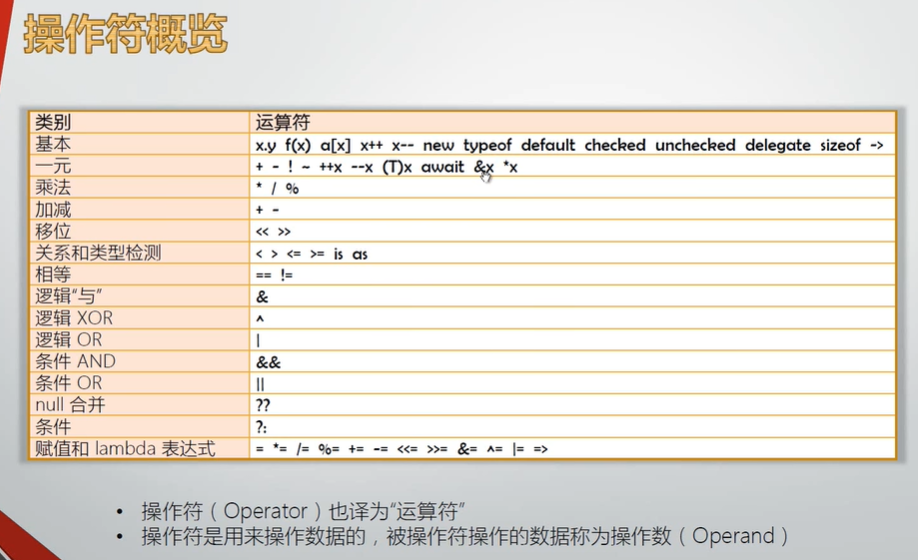 操作符概览
类别 运算符
基本 x.y f(x) a[x] x++ x-- new typeof default checked unchecked delegate sizeof ->
一元 + - ! ~ ++x --x (T)x await &x *x
乘法 * / %
加减 + -
移位 << >>
关系和类型检测 < > <= >= is as
相等 == !=
逻辑“与” &
逻辑 XOR ^
逻辑 OR |
条件 AND &&
条件 OR ||
null 合并 ??
条件 ?:
赋值和 lambda 表达式 = *= /= %= += -= <<= >>= &= ^= |= =>
• 操作符（Operator）也译为“运算符”
• 操作符是用来操作数据的，被操作符操作的数据称为操作数（Operand）